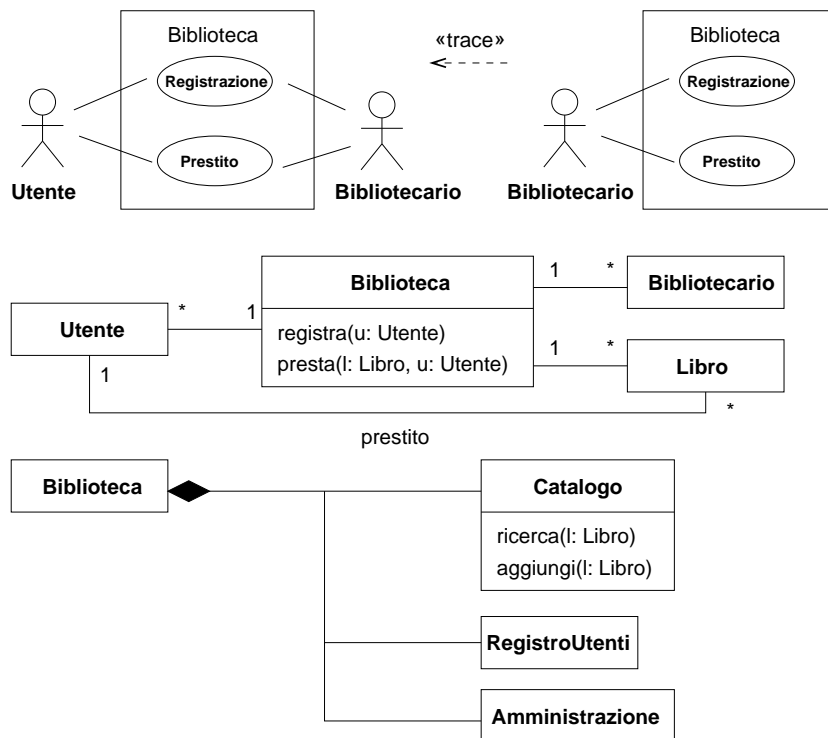 Biblioteca
Registrazione
Prestito
Utente
Bibliotecario
«trace»
Biblioteca
Registrazione
Prestito
Bibliotecario
Utente
*
1
Biblioteca
registra(u: Utente)
presta(l: Libro, u: Utente)
1
*
Bibliotecario
1
*
Libro
1
*
prestito
Biblioteca
Catalogo
ricerca(l: Libro)
aggiungi(l: Libro)
RegistroUtenti
Amministrazione